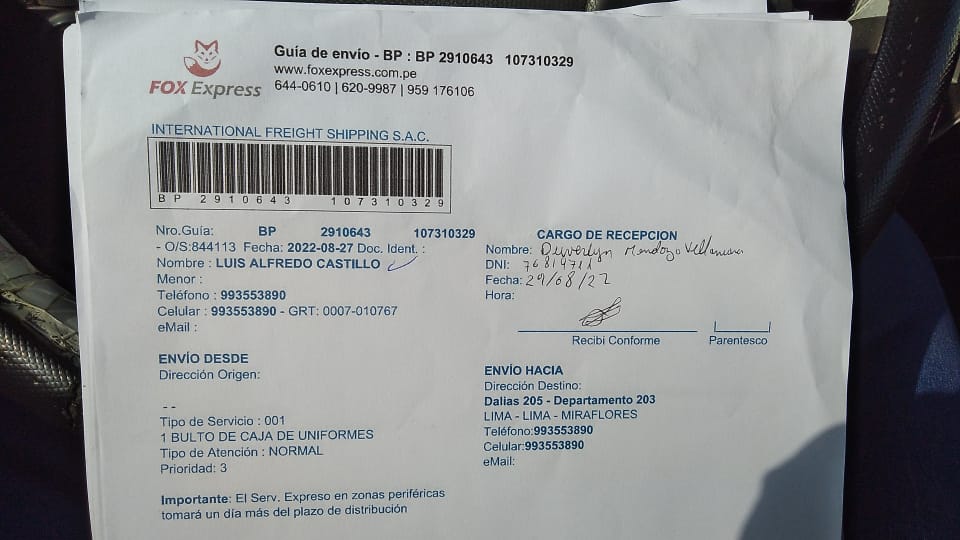 FOX Express
Guía de envío - BP : BP 2910643 107310329
www.foxexpress.com.pe
644-0610 | 620-9987 | 959 176106
INTERNATIONAL FREIGHT SHIPPING S.A.C.
BP 2910643 107310329
Nro.Guía: BP 2910643 107310329
- O/S:844113 Fecha: 2022-08-27 Doc. Ident. :
Nombre : LUIS ALFREDO CASTILLO
Menor :
Teléfono : 993553890
Celular : 993553890 - GRT: 0007-010767
eMail :
CARGO DE RECEPCION
Nombre: Mendoza
DNI:
Fecha: 29/08/22
Hora:
Recibi Conforme
Parentesco
ENVÍO DESDE
Dirección Origen:
- -
Tipo de Servicio : 001
1 BULTO DE CAJA DE UNIFORMES
Tipo de Atención : NORMAL
Prioridad: 3
ENVÍO HACIA
Dirección Destino:
Dalias 205 - Departamento 203
LIMA - LIMA - MIRAFLORES
Teléfono:993553890
Celular:993553890
eMail:
Importante: El Serv. Expreso en zonas periféricas
tomará un día más del plazo de distribución